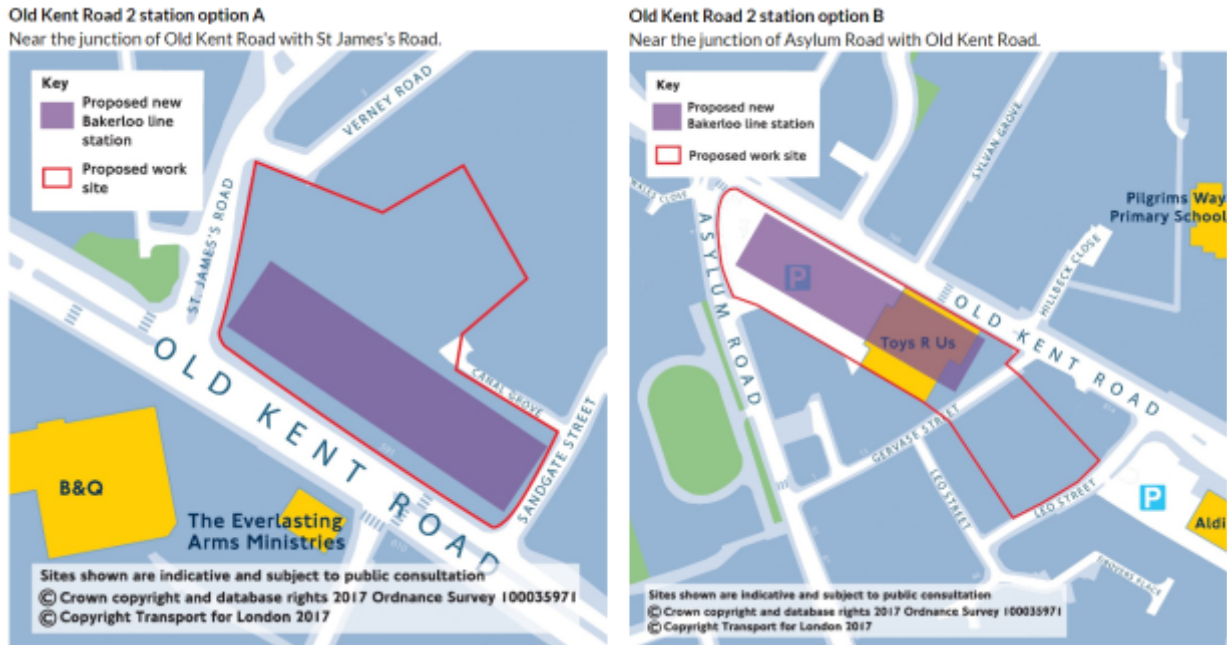 Old Kent Road 2 station option A
Near the junction of Old Kent Road with St James's Road.
Key
Proposed new
Bakerloo line
station
Proposed work
site
VERNEY ROAD
ST. JAMES'S ROAD
OLD KENT ROAD
CANAL GROVE
SANDGATE STREET
B&Q
The Everlasting
Arms Ministries
Sites shown are indicative and subject to public consultation
© Crown copyright and database rights 2017 Ordnance Survey 100035971
© Copyright Transport for London 2017
Old Kent Road 2 station option B
Near the junction of Asylum Road with Old Kent Road.
Key
Proposed new
Bakerloo line station
Proposed work site
WALES CLOSE
SYLVAN GROVE
Pilgrims Way
Primary School
ASYLUM ROAD
P
HILLBECK CLOSE
OLD KENT ROAD
Toys R Us
GERVASE STREET
LEO STREET
LEO STREET
P
Aldi
DROVERS PLACE
Sites shown are indicative and subject to public consultation
© Crown copyright and database rights 2017 Ordnance Survey 100035971
© Copyright Transport for London 2017